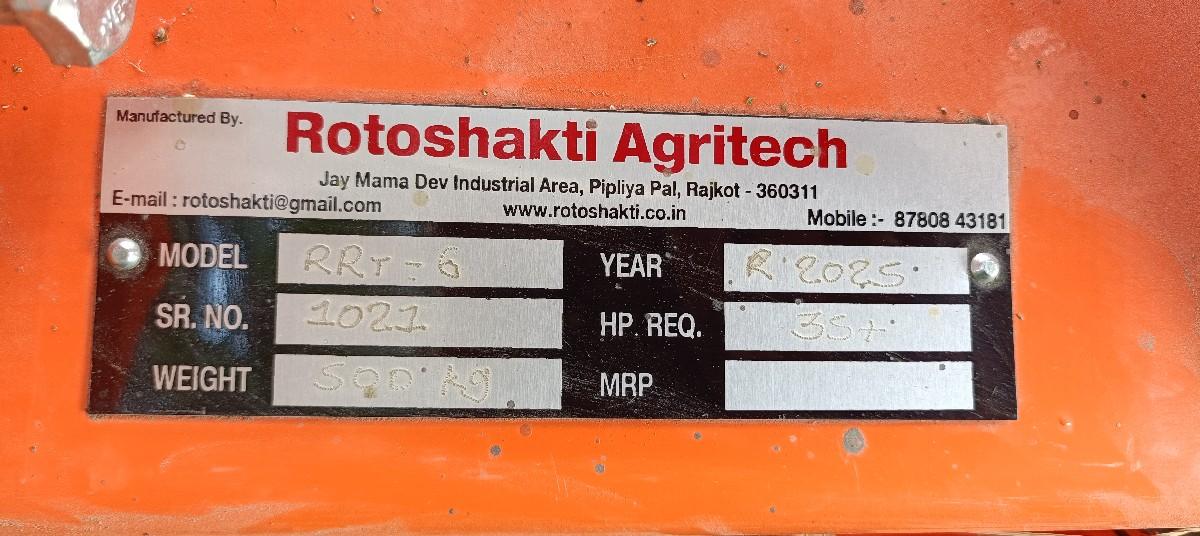 Manufactured By.
Rotoshakti Agritech
Jay Mama Dev Industrial Area, Pipliya Pal, Rajkot - 360311
E-mail : rotoshakti@gmail.com www.rotoshakti.co.in Mobile :- 87808 43181
MODEL RRT-6 YEAR R.2025
SR. NO. 1021 HP. REQ. 35+
WEIGHT 500 kg MRP